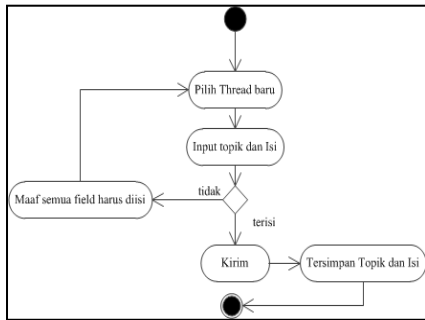 Pilih Thread baru
Input topik dan Isi
tidak
Maaf semua field harus diisi
terisi
Kirim
Tersimpan Topik dan Isi